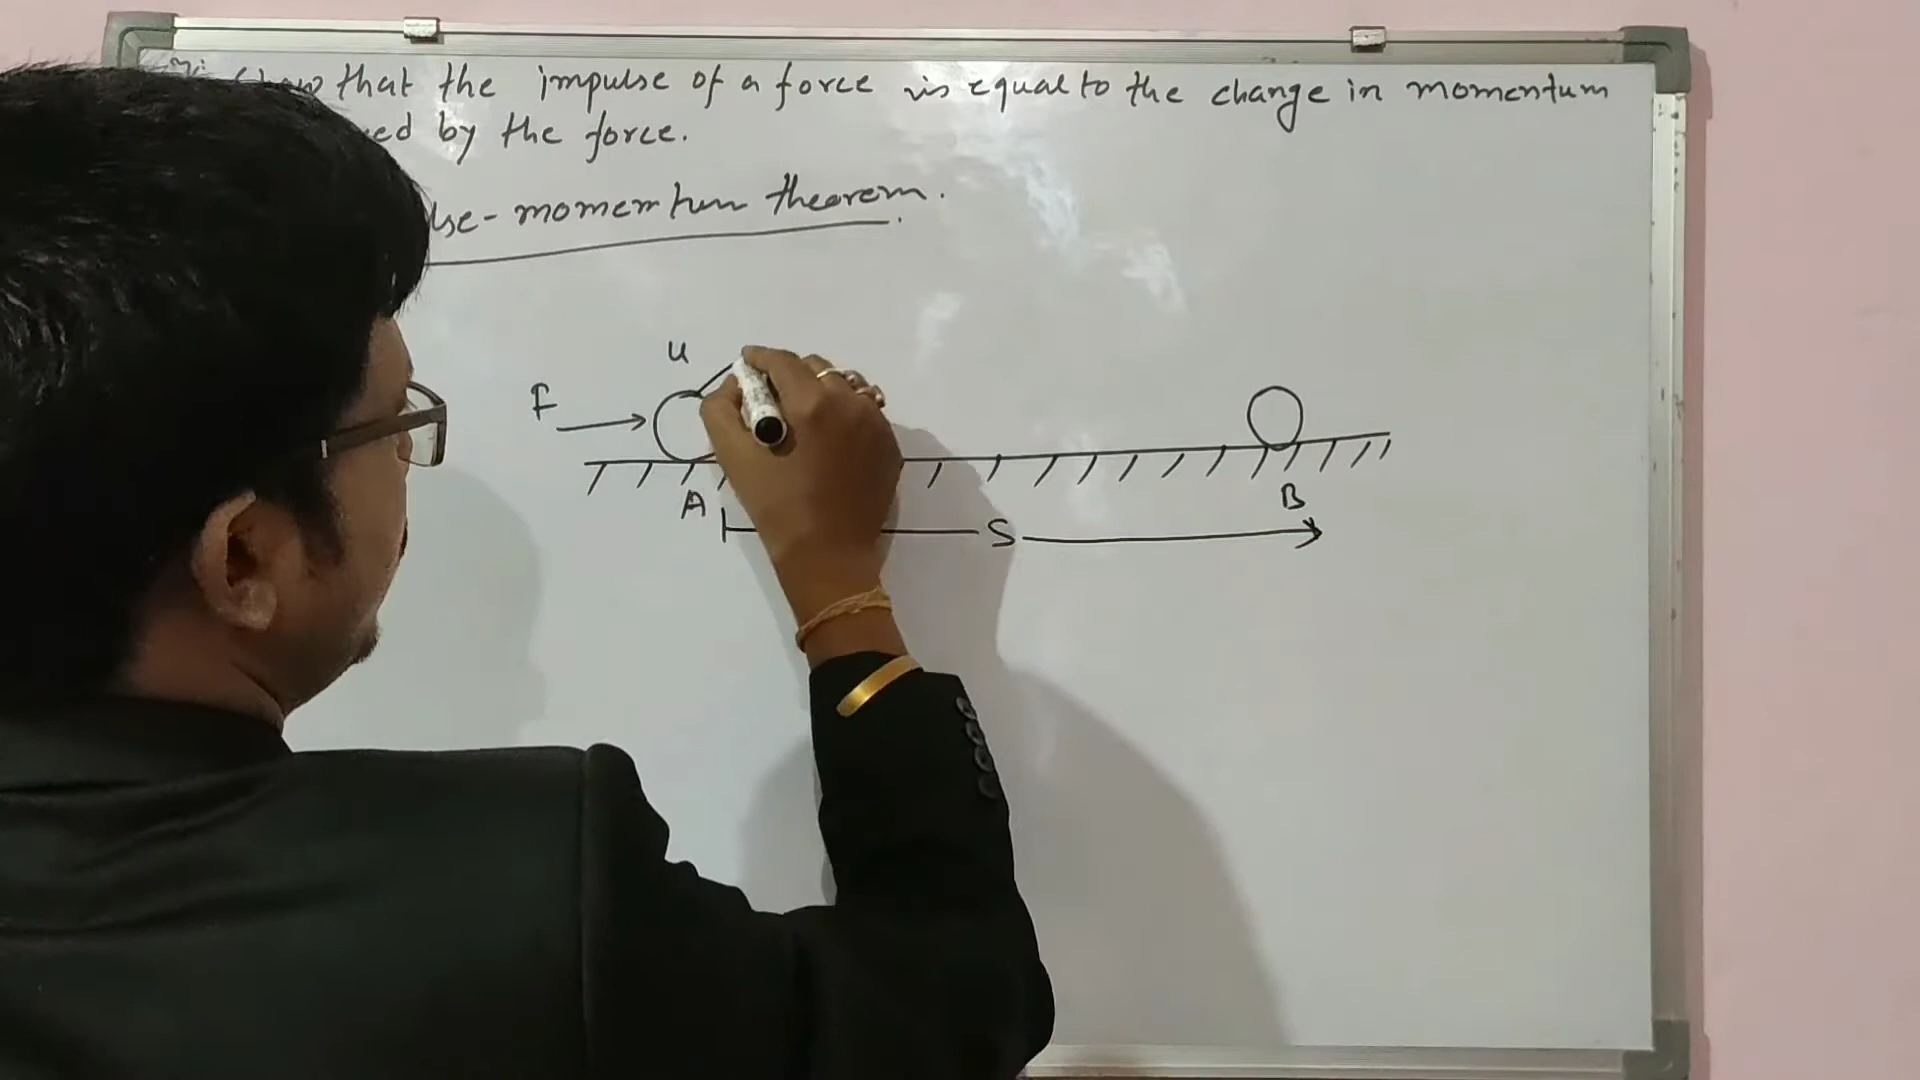 that the impulse of a force is equal to the change in momentum
by the force.
momentum theorem.
u
F
A
B
S